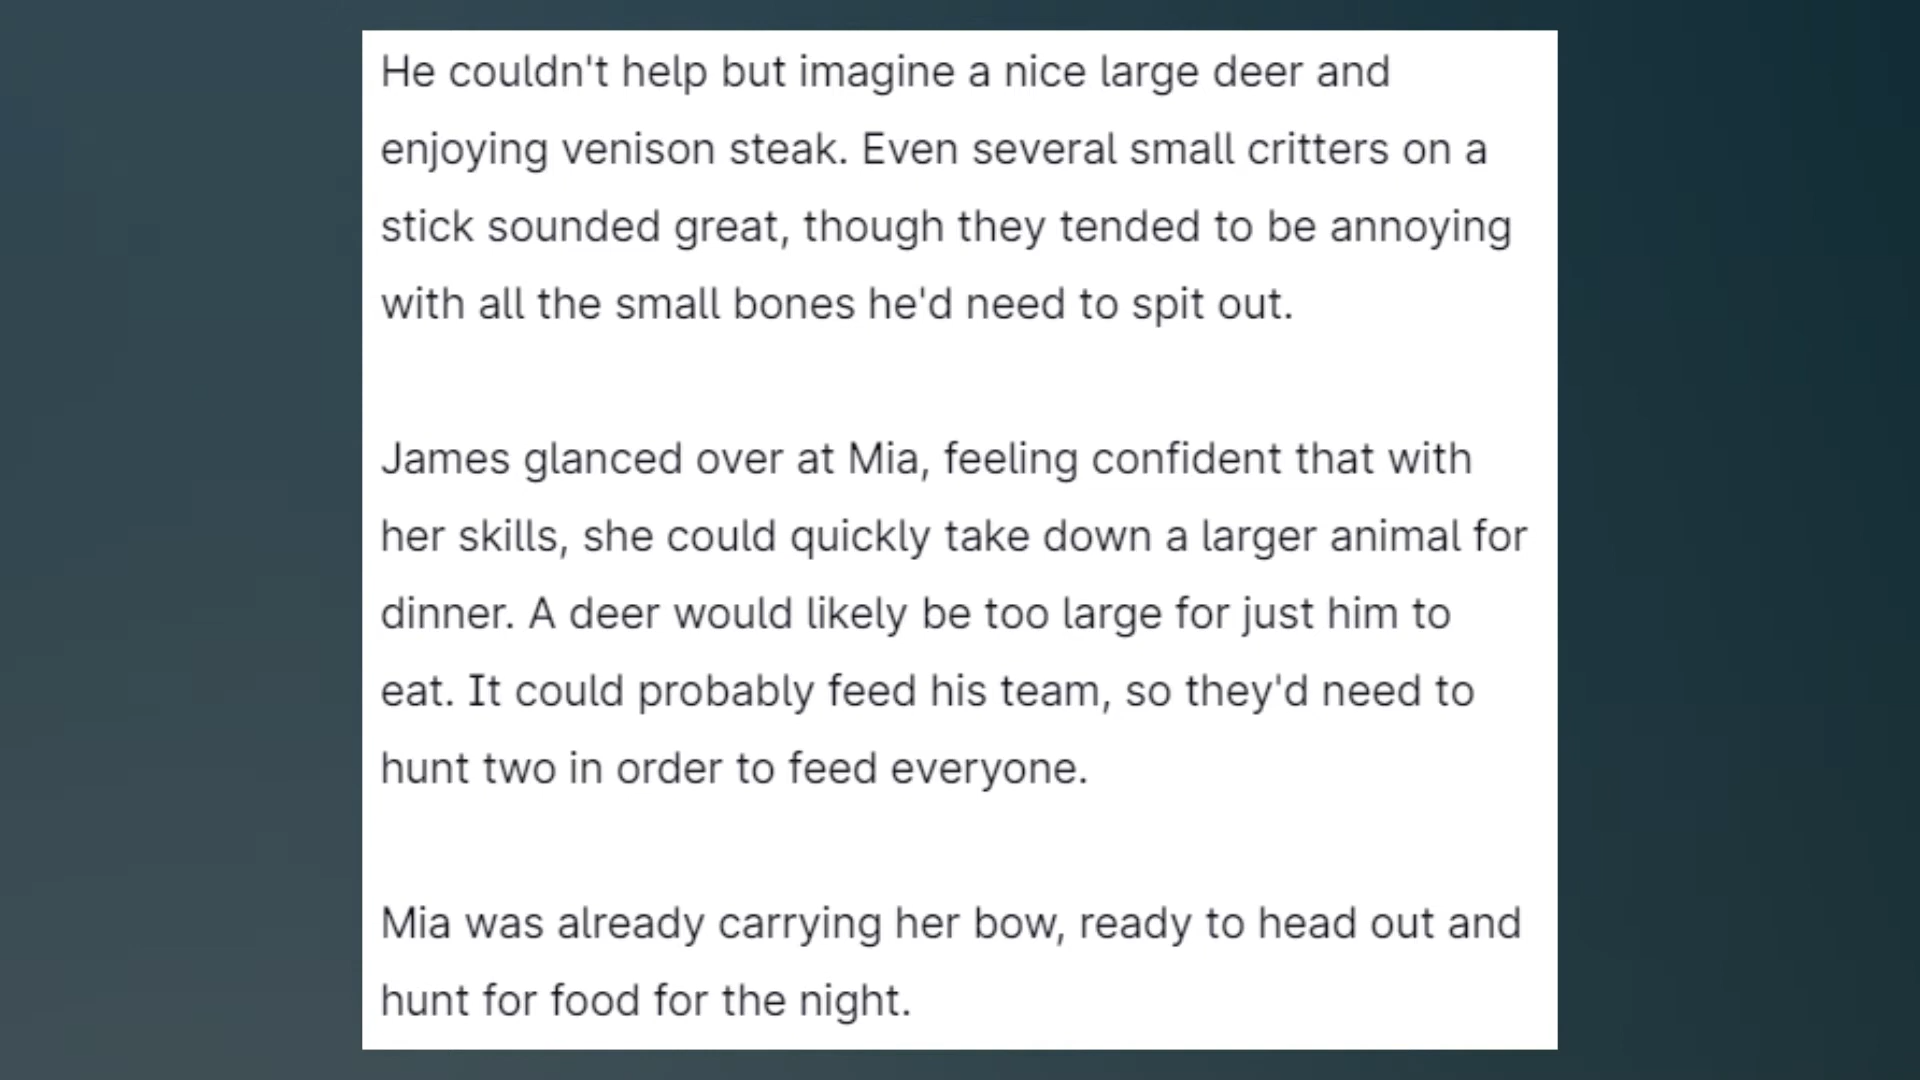 He couldn't help but imagine a nice large deer and
enjoying venison steak. Even several small critters on a
stick sounded great, though they tended to be annoying
with all the small bones he'd need to spit out.
James glanced over at Mia, feeling confident that with
her skills, she could quickly take down a larger animal for
dinner. A deer would likely be too large for just him to
eat. It could probably feed his team, so they'd need to
hunt two in order to feed everyone.
Mia was already carrying her bow, ready to head out and
hunt for food for the night.